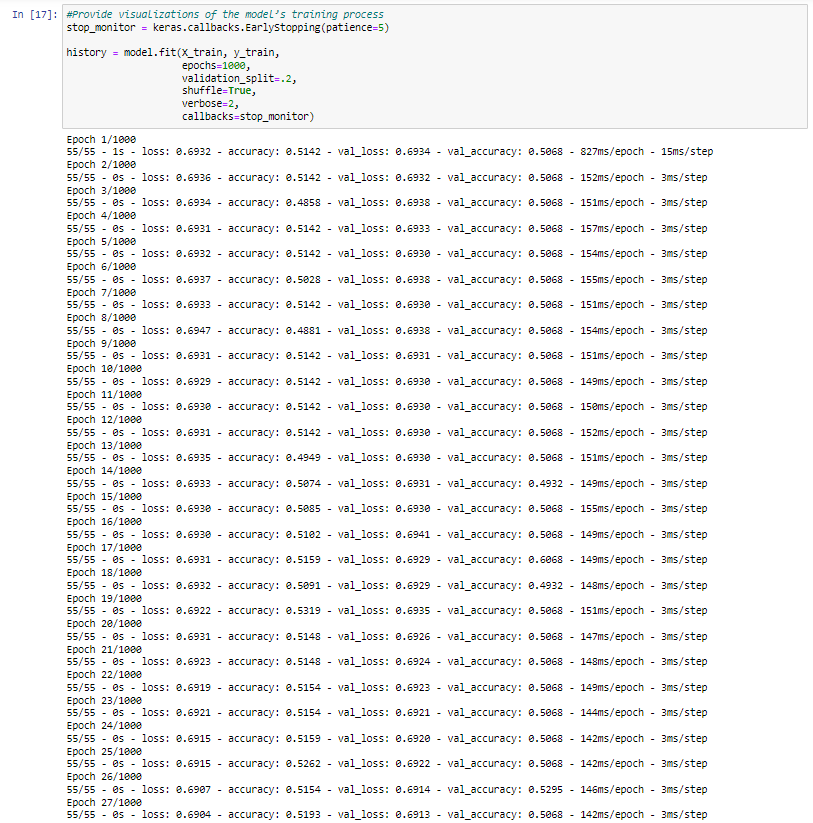 In [17]: #Provide visualizations of the model's training process
stop_monitor = keras.callbacks.EarlyStopping(patience=5)
history = model.fit(X_train, y_train,
epochs=1000,
validation_split=.2,
shuffle=True,
verbose=2,
callbacks=stop_monitor)
Epoch 1/1000
55/55 - 1s - loss: 0.6932 - accuracy: 0.5142 - val_loss: 0.6934 - val_accuracy: 0.5068 - 827ms/epoch - 15ms/step
Epoch 2/1000
55/55 - 0s - loss: 0.6936 - accuracy: 0.5142 - val_loss: 0.6932 - val_accuracy: 0.5068 - 152ms/epoch - 3ms/step
Epoch 3/1000
55/55 - 0s - loss: 0.6934 - accuracy: 0.4858 - val_loss: 0.6938 - val_accuracy: 0.5068 - 151ms/epoch - 3ms/step
Epoch 4/1000
55/55 - 0s - loss: 0.6931 - accuracy: 0.5142 - val_loss: 0.6933 - val_accuracy: 0.5068 - 157ms/epoch - 3ms/step
Epoch 5/1000
55/55 - 0s - loss: 0.6932 - accuracy: 0.5142 - val_loss: 0.6930 - val_accuracy: 0.5068 - 154ms/epoch - 3ms/step
Epoch 6/1000
55/55 - 0s - loss: 0.6937 - accuracy: 0.5028 - val_loss: 0.6938 - val_accuracy: 0.5068 - 155ms/epoch - 3ms/step
Epoch 7/1000
55/55 - 0s - loss: 0.6933 - accuracy: 0.5142 - val_loss: 0.6930 - val_accuracy: 0.5068 - 151ms/epoch - 3ms/step
Epoch 8/1000
55/55 - 0s - loss: 0.6947 - accuracy: 0.4881 - val_loss: 0.6938 - val_accuracy: 0.5068 - 154ms/epoch - 3ms/step
Epoch 9/1000
55/55 - 0s - loss: 0.6931 - accuracy: 0.5142 - val_loss: 0.6931 - val_accuracy: 0.5068 - 151ms/epoch - 3ms/step
Epoch 10/1000
55/55 - 0s - loss: 0.6929 - accuracy: 0.5142 - val_loss: 0.6930 - val_accuracy: 0.5068 - 149ms/epoch - 3ms/step
Epoch 11/1000
55/55 - 0s - loss: 0.6930 - accuracy: 0.5142 - val_loss: 0.6930 - val_accuracy: 0.5068 - 150ms/epoch - 3ms/step
Epoch 12/1000
55/55 - 0s - loss: 0.6931 - accuracy: 0.5142 - val_loss: 0.6930 - val_accuracy: 0.5068 - 152ms/epoch - 3ms/step
Epoch 13/1000
55/55 - 0s - loss: 0.6935 - accuracy: 0.4949 - val_loss: 0.6930 - val_accuracy: 0.5068 - 151ms/epoch - 3ms/step
Epoch 14/1000
55/55 - 0s - loss: 0.6933 - accuracy: 0.5074 - val_loss: 0.6931 - val_accuracy: 0.4932 - 149ms/epoch - 3ms/step
Epoch 15/1000
55/55 - 0s - loss: 0.6930 - accuracy: 0.5085 - val_loss: 0.6930 - val_accuracy: 0.5068 - 155ms/epoch - 3ms/step
Epoch 16/1000
55/55 - 0s - loss: 0.6930 - accuracy: 0.5102 - val_loss: 0.6941 - val_accuracy: 0.5068 - 149ms/epoch - 3ms/step
Epoch 17/1000
55/55 - 0s - loss: 0.6931 - accuracy: 0.5159 - val_loss: 0.6929 - val_accuracy: 0.6068 - 149ms/epoch - 3ms/step
Epoch 18/1000
55/55 - 0s - loss: 0.6932 - accuracy: 0.5091 - val_loss: 0.6929 - val_accuracy: 0.4932 - 148ms/epoch - 3ms/step
Epoch 19/1000
55/55 - 0s - loss: 0.6922 - accuracy: 0.5319 - val_loss: 0.6935 - val_accuracy: 0.5068 - 151ms/epoch - 3ms/step
Epoch 20/1000
55/55 - 0s - loss: 0.6931 - accuracy: 0.5148 - val_loss: 0.6926 - val_accuracy: 0.5068 - 147ms/epoch - 3ms/step
Epoch 21/1000
55/55 - 0s - loss: 0.6923 - accuracy: 0.5148 - val_loss: 0.6924 - val_accuracy: 0.5068 - 148ms/epoch - 3ms/step
Epoch 22/1000
55/55 - 0s - loss: 0.6919 - accuracy: 0.5154 - val_loss: 0.6923 - val_accuracy: 0.5068 - 149ms/epoch - 3ms/step
Epoch 23/1000
55/55 - 0s - loss: 0.6921 - accuracy: 0.5154 - val_loss: 0.6921 - val_accuracy: 0.5068 - 144ms/epoch - 3ms/step
Epoch 24/1000
55/55 - 0s - loss: 0.6915 - accuracy: 0.5159 - val_loss: 0.6920 - val_accuracy: 0.5068 - 142ms/epoch - 3ms/step
Epoch 25/1000
55/55 - 0s - loss: 0.6915 - accuracy: 0.5262 - val_loss: 0.6922 - val_accuracy: 0.5068 - 142ms/epoch - 3ms/step
Epoch 26/1000
55/55 - 0s - loss: 0.6907 - accuracy: 0.5154 - val_loss: 0.6914 - val_accuracy: 0.5295 - 146ms/epoch - 3ms/step
Epoch 27/1000
55/55 - 0s - loss: 0.6904 - accuracy: 0.5193 - val_loss: 0.6913 - val_accuracy: 0.5068 - 142ms/epoch - 3ms/step